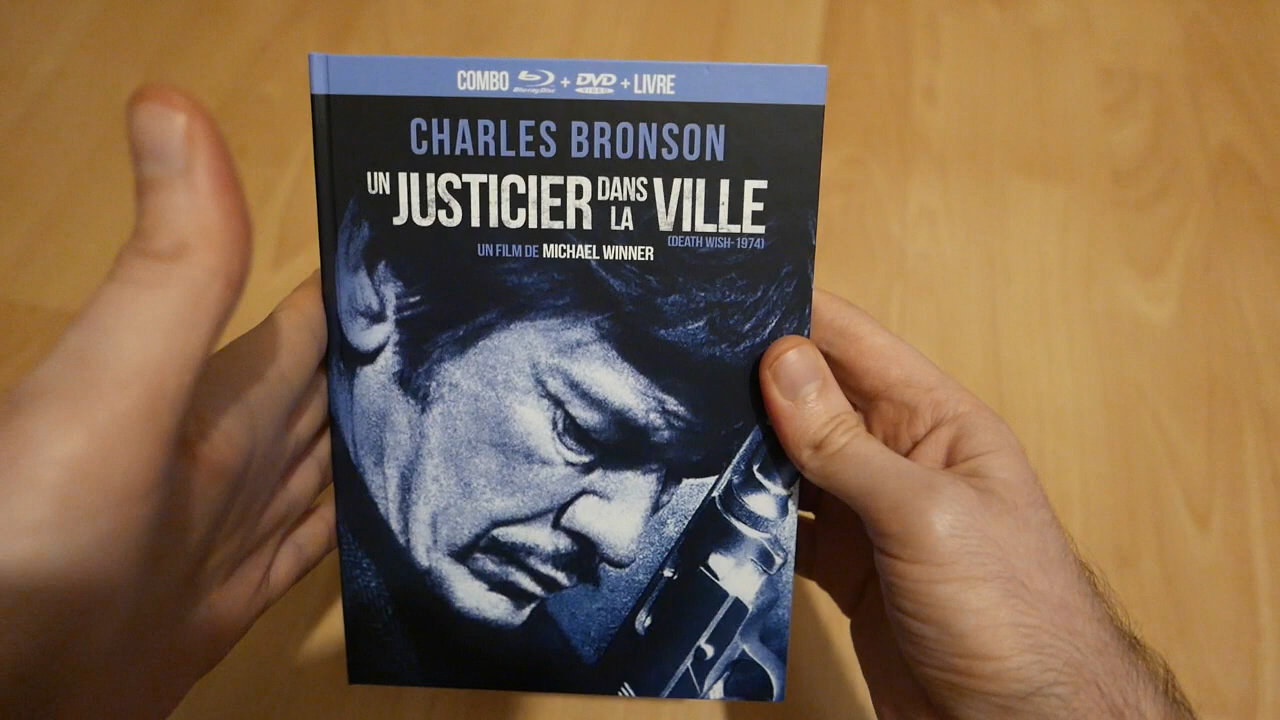 COMBO Blu-ray Disc + DVD VIDEO + LIVRE
CHARLES BRONSON
UN JUSTICIER DANS LA VILLE
(DEATH WISH-1974)
UN FILM DE MICHAEL WINNER